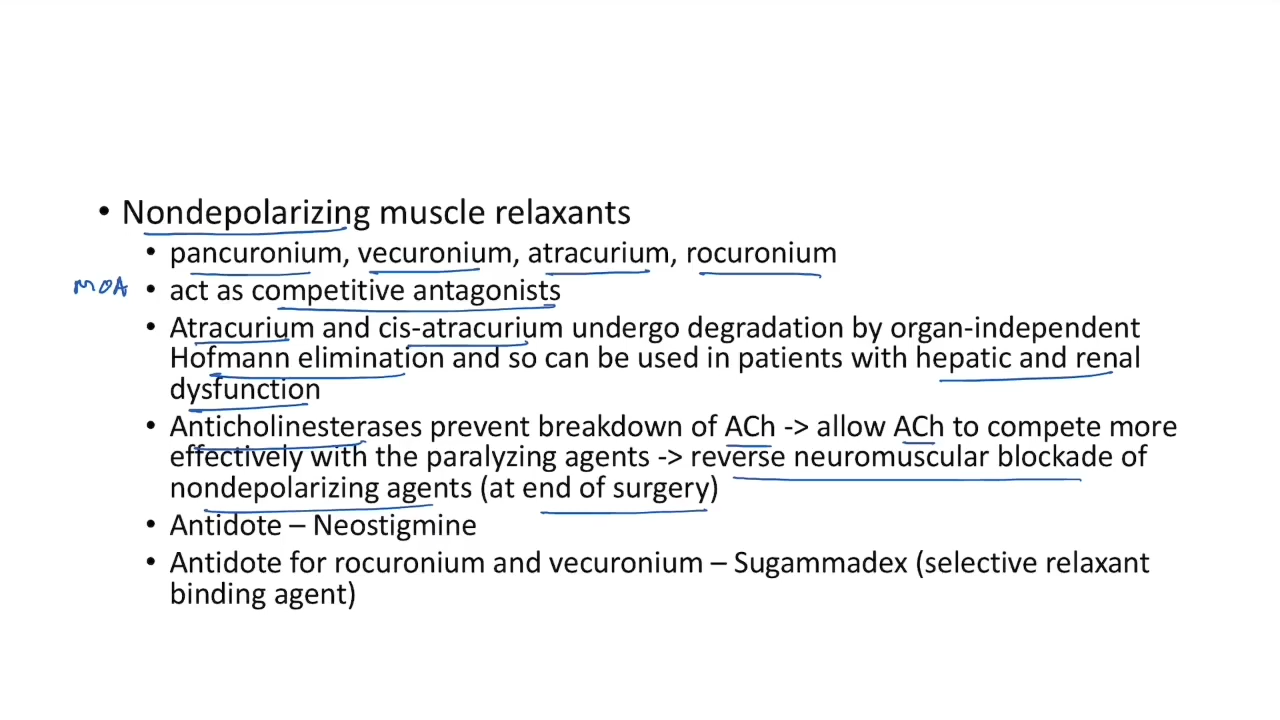 • Nondepolarizing muscle relaxants
• pancuronium, vecuronium, atracurium, rocuronium
MOA • act as competitive antagonists
• Atracurium and cis-atracurium undergo degradation by organ-independent
Hofmann elimination and so can be used in patients with hepatic and renal
dysfunction
• Anticholinesterases prevent breakdown of ACh -> allow ACh to compete more
effectively with the paralyzing agents -> reverse neuromuscular blockade of
nondepolarizing agents (at end of surgery)
• Antidote – Neostigmine
• Antidote for rocuronium and vecuronium – Sugammadex (selective relaxant
binding agent)